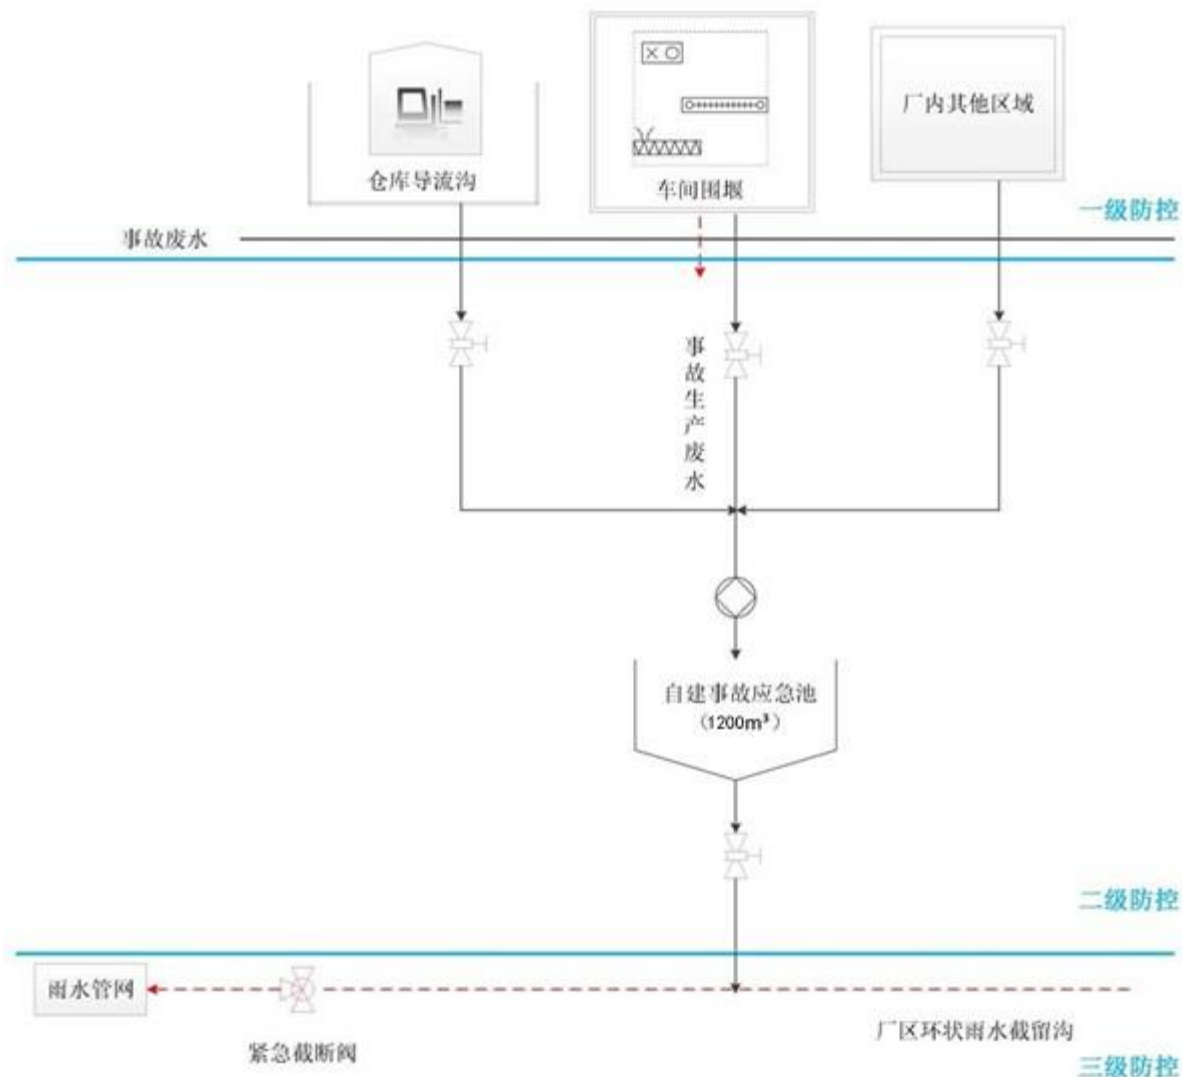 厂内其他区域
仓库导流沟
车间围堰
一级防控
事故废水
事故生产废水
自建事故应急池
（1200m³）
二级防控
雨水管网
厂区环状雨水截留沟
紧急截断阀
三级防控